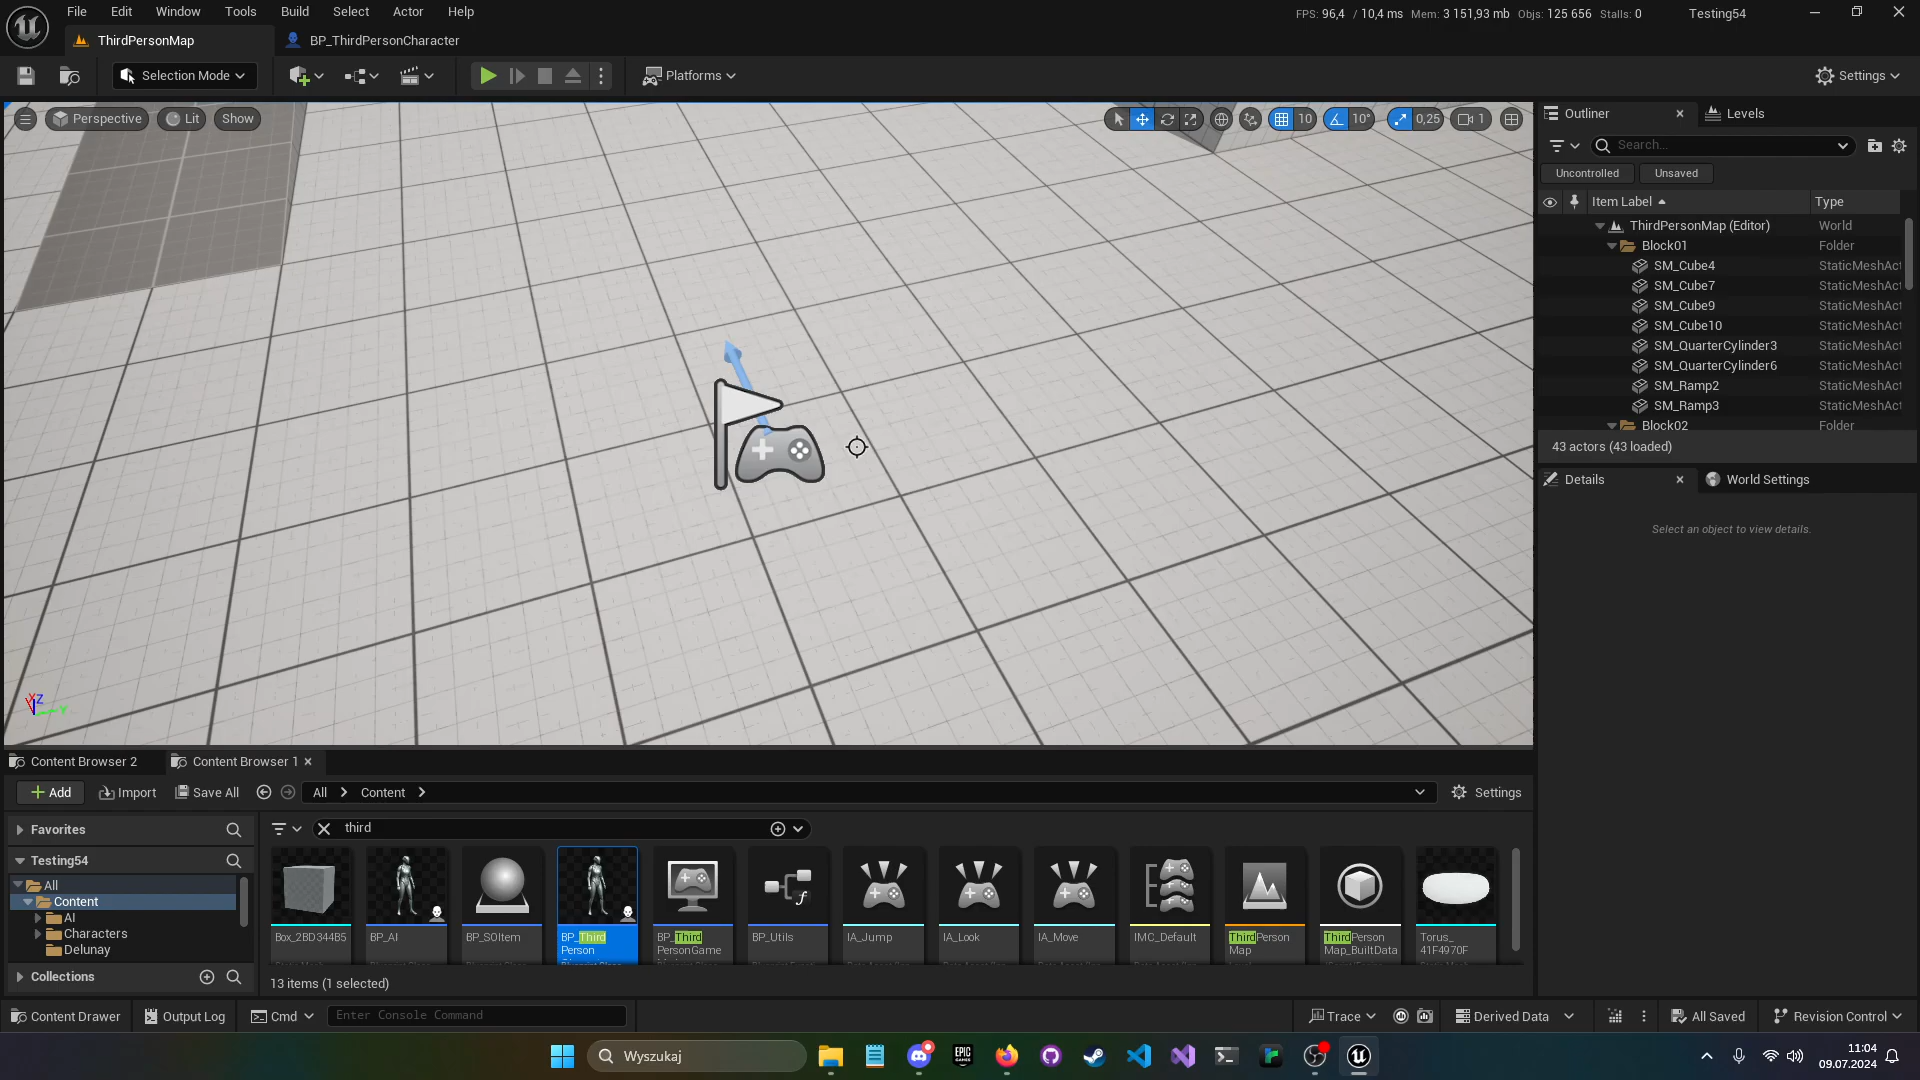 File Edit Window Tools Build Select Actor Help
FPS: 96,4 / 10,4 ms Mem: 3 151,93 mb Objs: 125 656 Stalls: 0 Testing54
ThirdPersonMap BP_ThirdPersonCharacter
Selection Mode Platforms Settings
Perspective Lit Show 10 10° 0,25 1
Outliner Levels
Search...
Uncontrolled Unsaved
Item Label Type
ThirdPersonMap (Editor) World
Block01 Folder
SM_Cube4 StaticMeshAct
SM_Cube7 StaticMeshAct
SM_Cube9 StaticMeshAct
SM_Cube10 StaticMeshAct
SM_QuarterCylinder3 StaticMeshAct
SM_QuarterCylinder6 StaticMeshAct
SM_Ramp2 StaticMeshAct
SM_Ramp3 StaticMeshAct
Block02 Folder
43 actors (43 loaded)
Details World Settings
Select an object to view details.
X Z Y
Content Browser 2 Content Browser 1
Add Import Save All All Content Settings
Favorites
third
Testing54
All
Content
AI
Characters
Delunay
Collections
Box_2BD344B5
BP_AI
BP_SOItem
BP_Third
Person
BP_Third
PersonGame
BP_Utils
IA_Jump
IA_Look
IA_Move
IMC_Default
ThirdPerson
Map
ThirdPerson
Map_BuiltData
Torus_
41F4970F
13 items (1 selected)
Content Drawer Output Log Cmd Enter Console Command Trace Derived Data All Saved Revision Control
Wyszukaj
EPIC
GAMES
11:04
09.07.2024